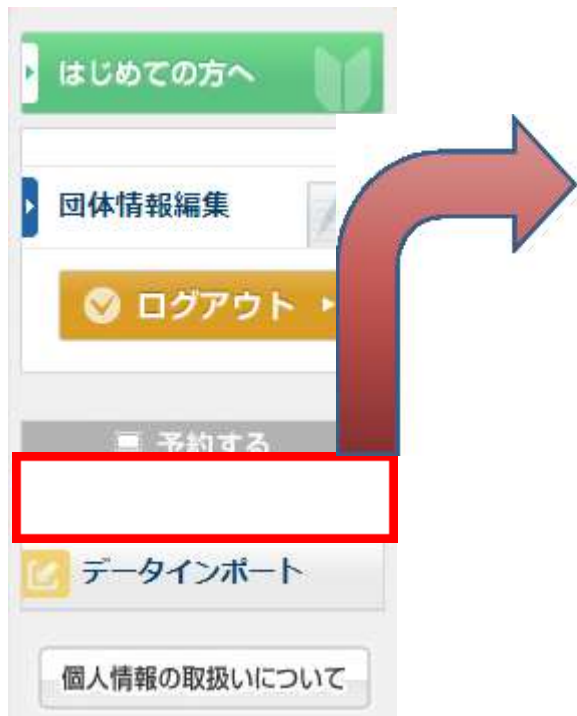 はじめての方へ
団体情報編集
ログアウト
予約する
データインポート
個人情報の取扱いについて